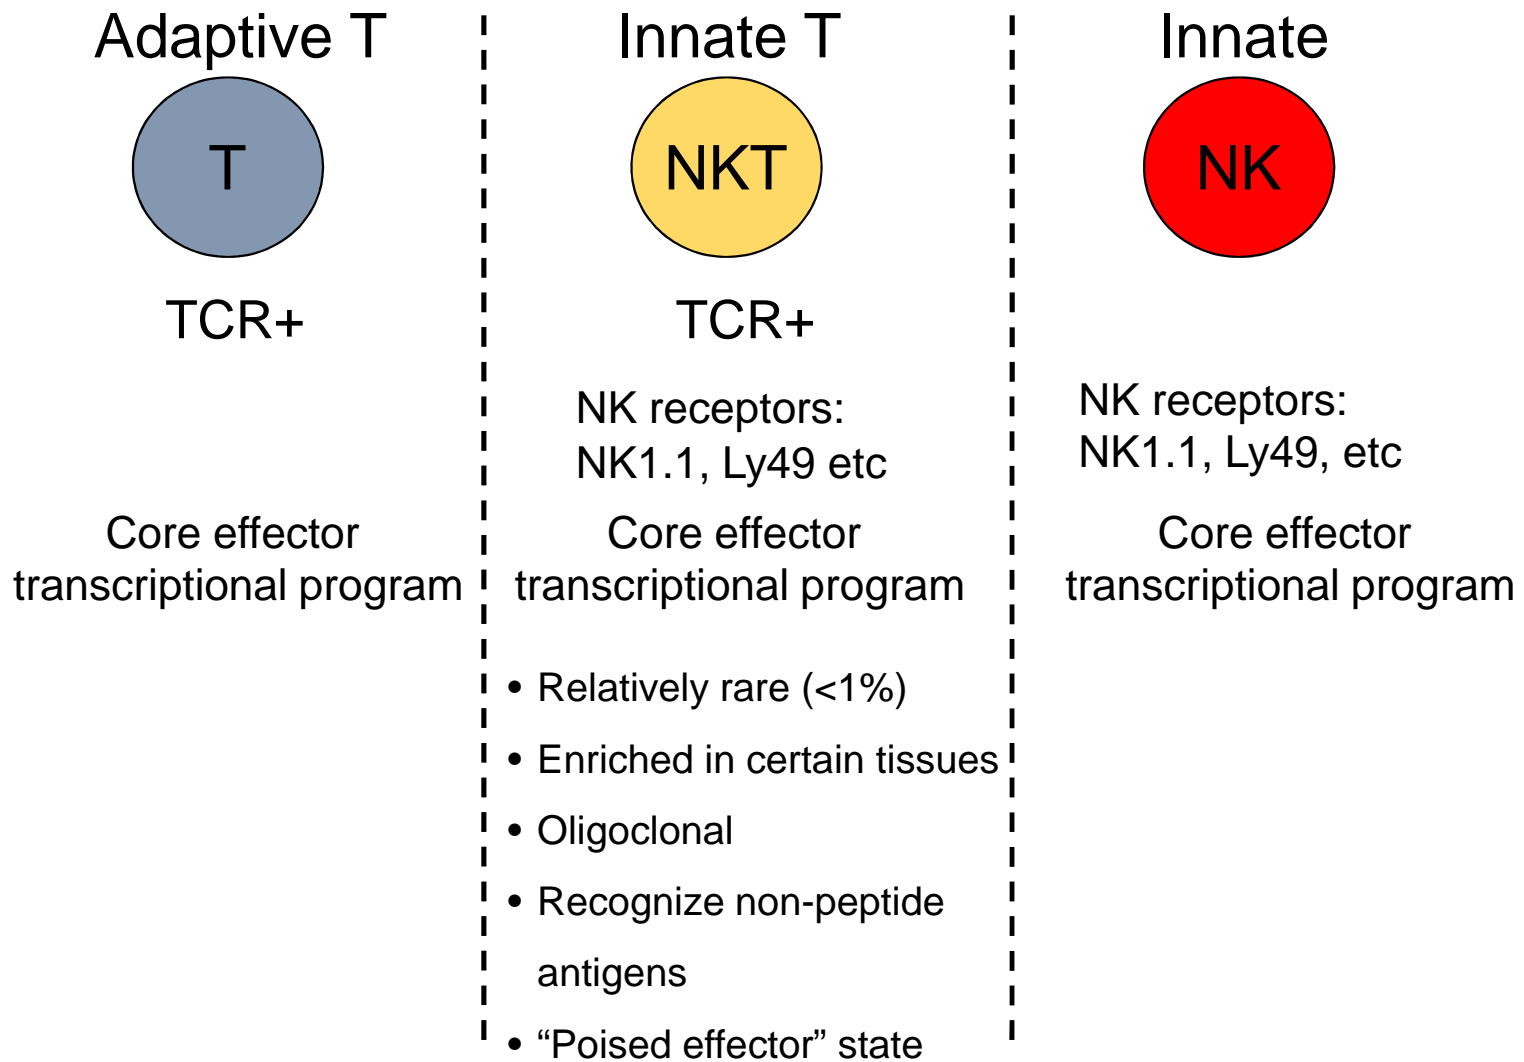 Adaptive T
T
TCR+
Core effector
transcriptional program
Innate T
NKT
TCR+
NK receptors:
NK1.1, Ly49 etc
Core effector
transcriptional program
• Relatively rare (<1%)
• Enriched in certain tissues
• Oligoclonal
• Recognize non-peptide
antigens
• “Poised effector” state
Innate
NK
NK receptors:
NK1.1, Ly49, etc
Core effector
transcriptional program